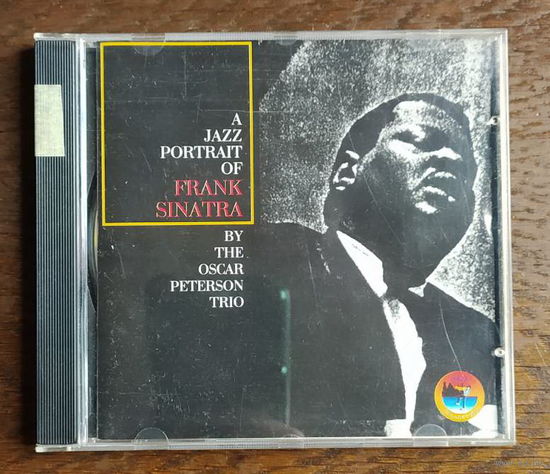 A
JAZZ
PORTRAIT
OF
FRANK
SINATRA
BY
THE
OSCAR
PETERSON
TRIO